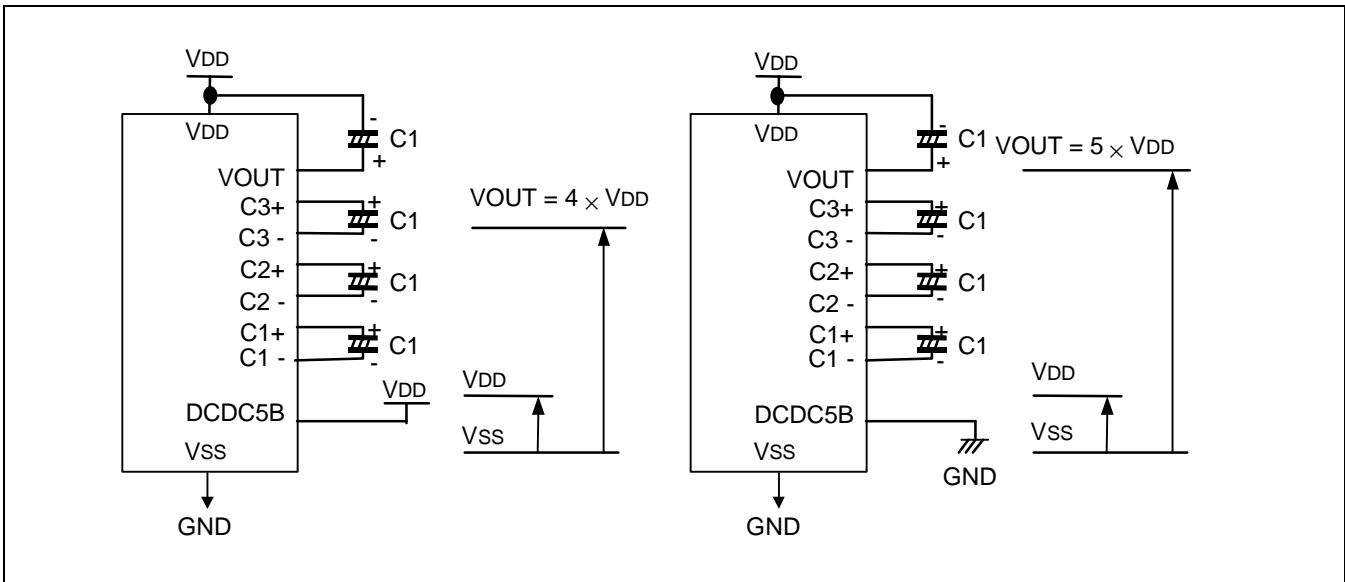 VDD
VDD
-
C1
+
VOUT
C3+
+
C1
C3 -
-
C2+
+
C1
C2 -
-
C1+
+
C1
C1 -
-
VDD
DCDC5B
VSS
GND
VOUT = 4 × VDD
VDD
VSS
VDD
VDD
-
C1
+
VOUT
C3+
+
C1
C3 -
-
C2+
+
C1
C2 -
-
C1+
+
C1
C1 -
-
DCDC5B
GND
VSS
GND
VOUT = 5 × VDD
VDD
VSS